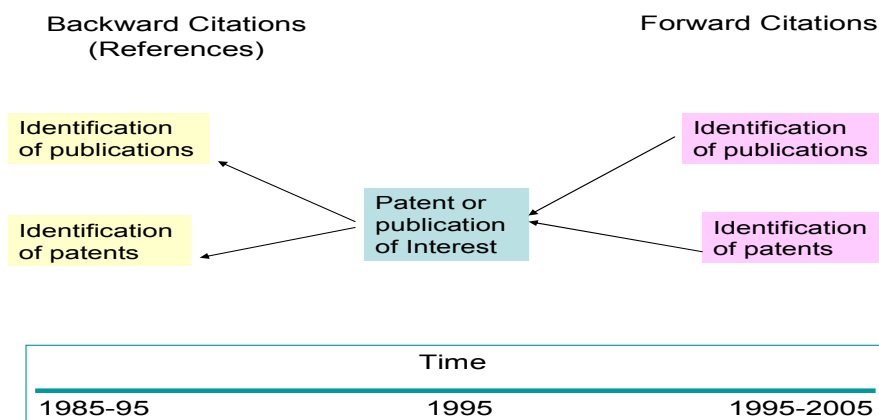 Backward Citations
(References)
Forward Citations
Identification
of publications
Identification
of patents
Patent or
publication
of Interest
Identification
of publications
Identification
of patents
Time
1985-95
1995
1995-2005